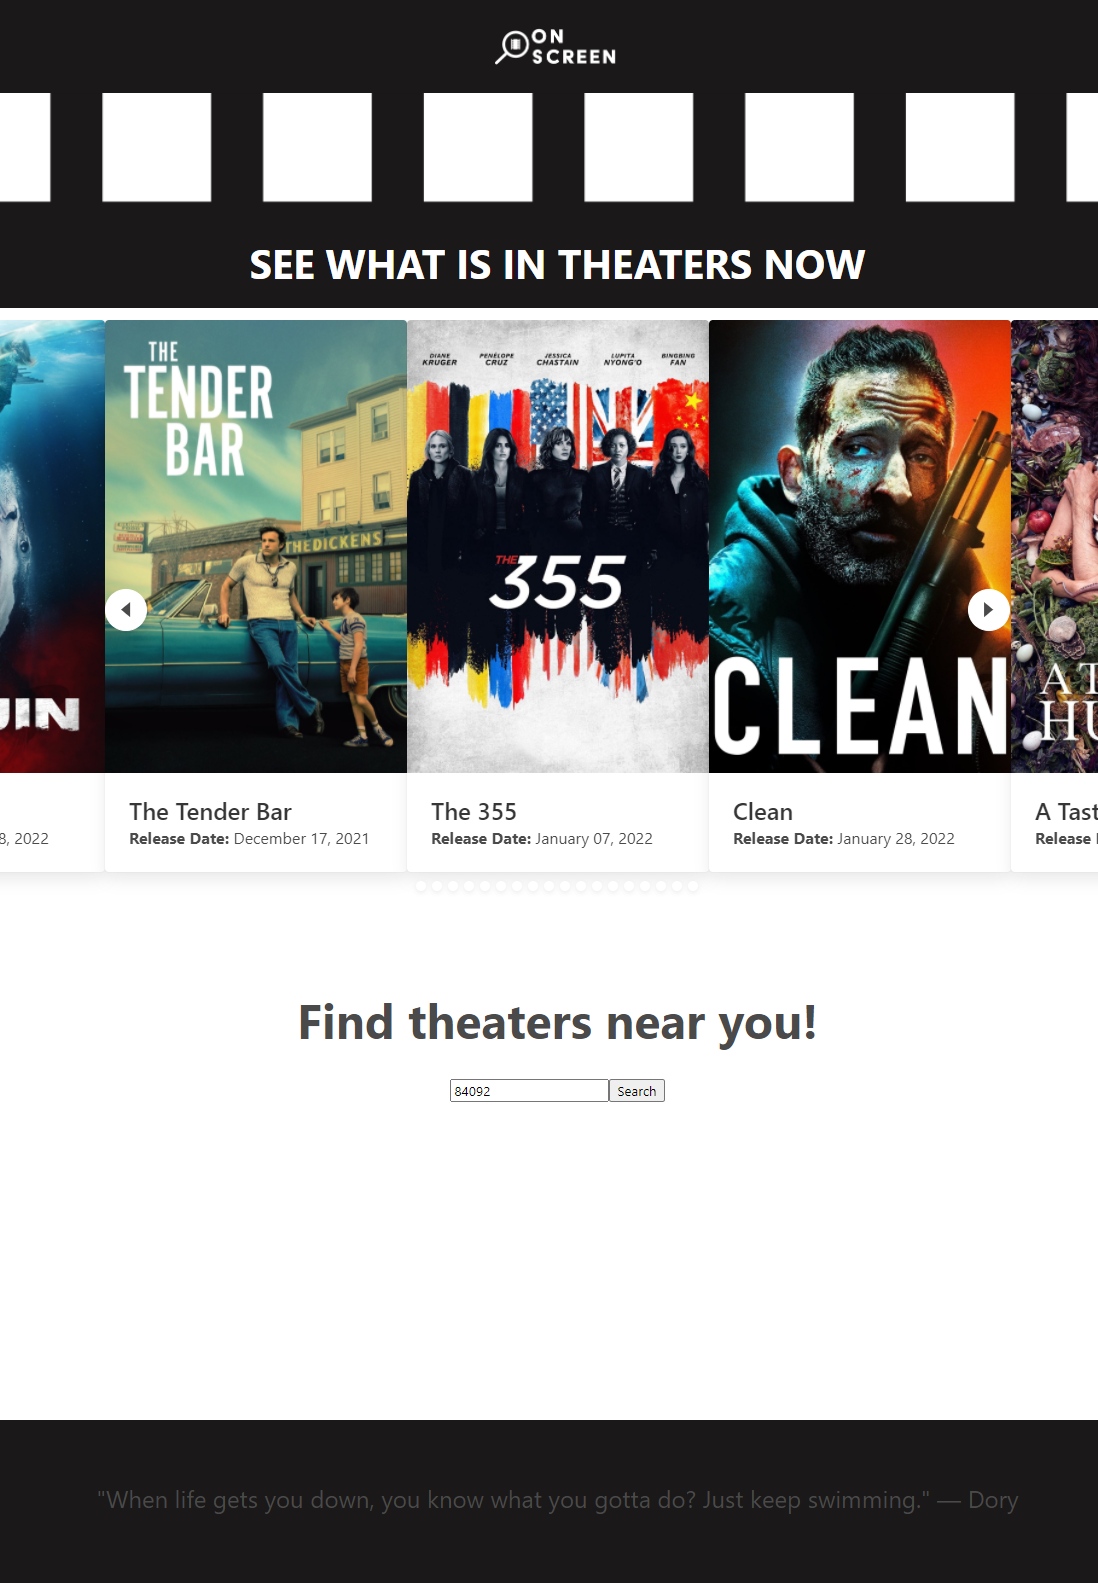 ON
SCREEN
SEE WHAT IS IN THEATERS NOW
THE
TENDER
BAR
THE DICKENS
DIANE KRUGER
PENÉLOPE CRUZ
JESSICA CHASTAIN
LUPITA NYONG'O
BINGBING FAN
THE 355
CLEAN
UIN
A T
HU
8, 2022
The Tender Bar
Release Date: December 17, 2021
The 355
Release Date: January 07, 2022
Clean
Release Date: January 28, 2022
A Tast
Release
Find theaters near you!
84092
Search
"When life gets you down, you know what you gotta do? Just keep swimming." — Dory